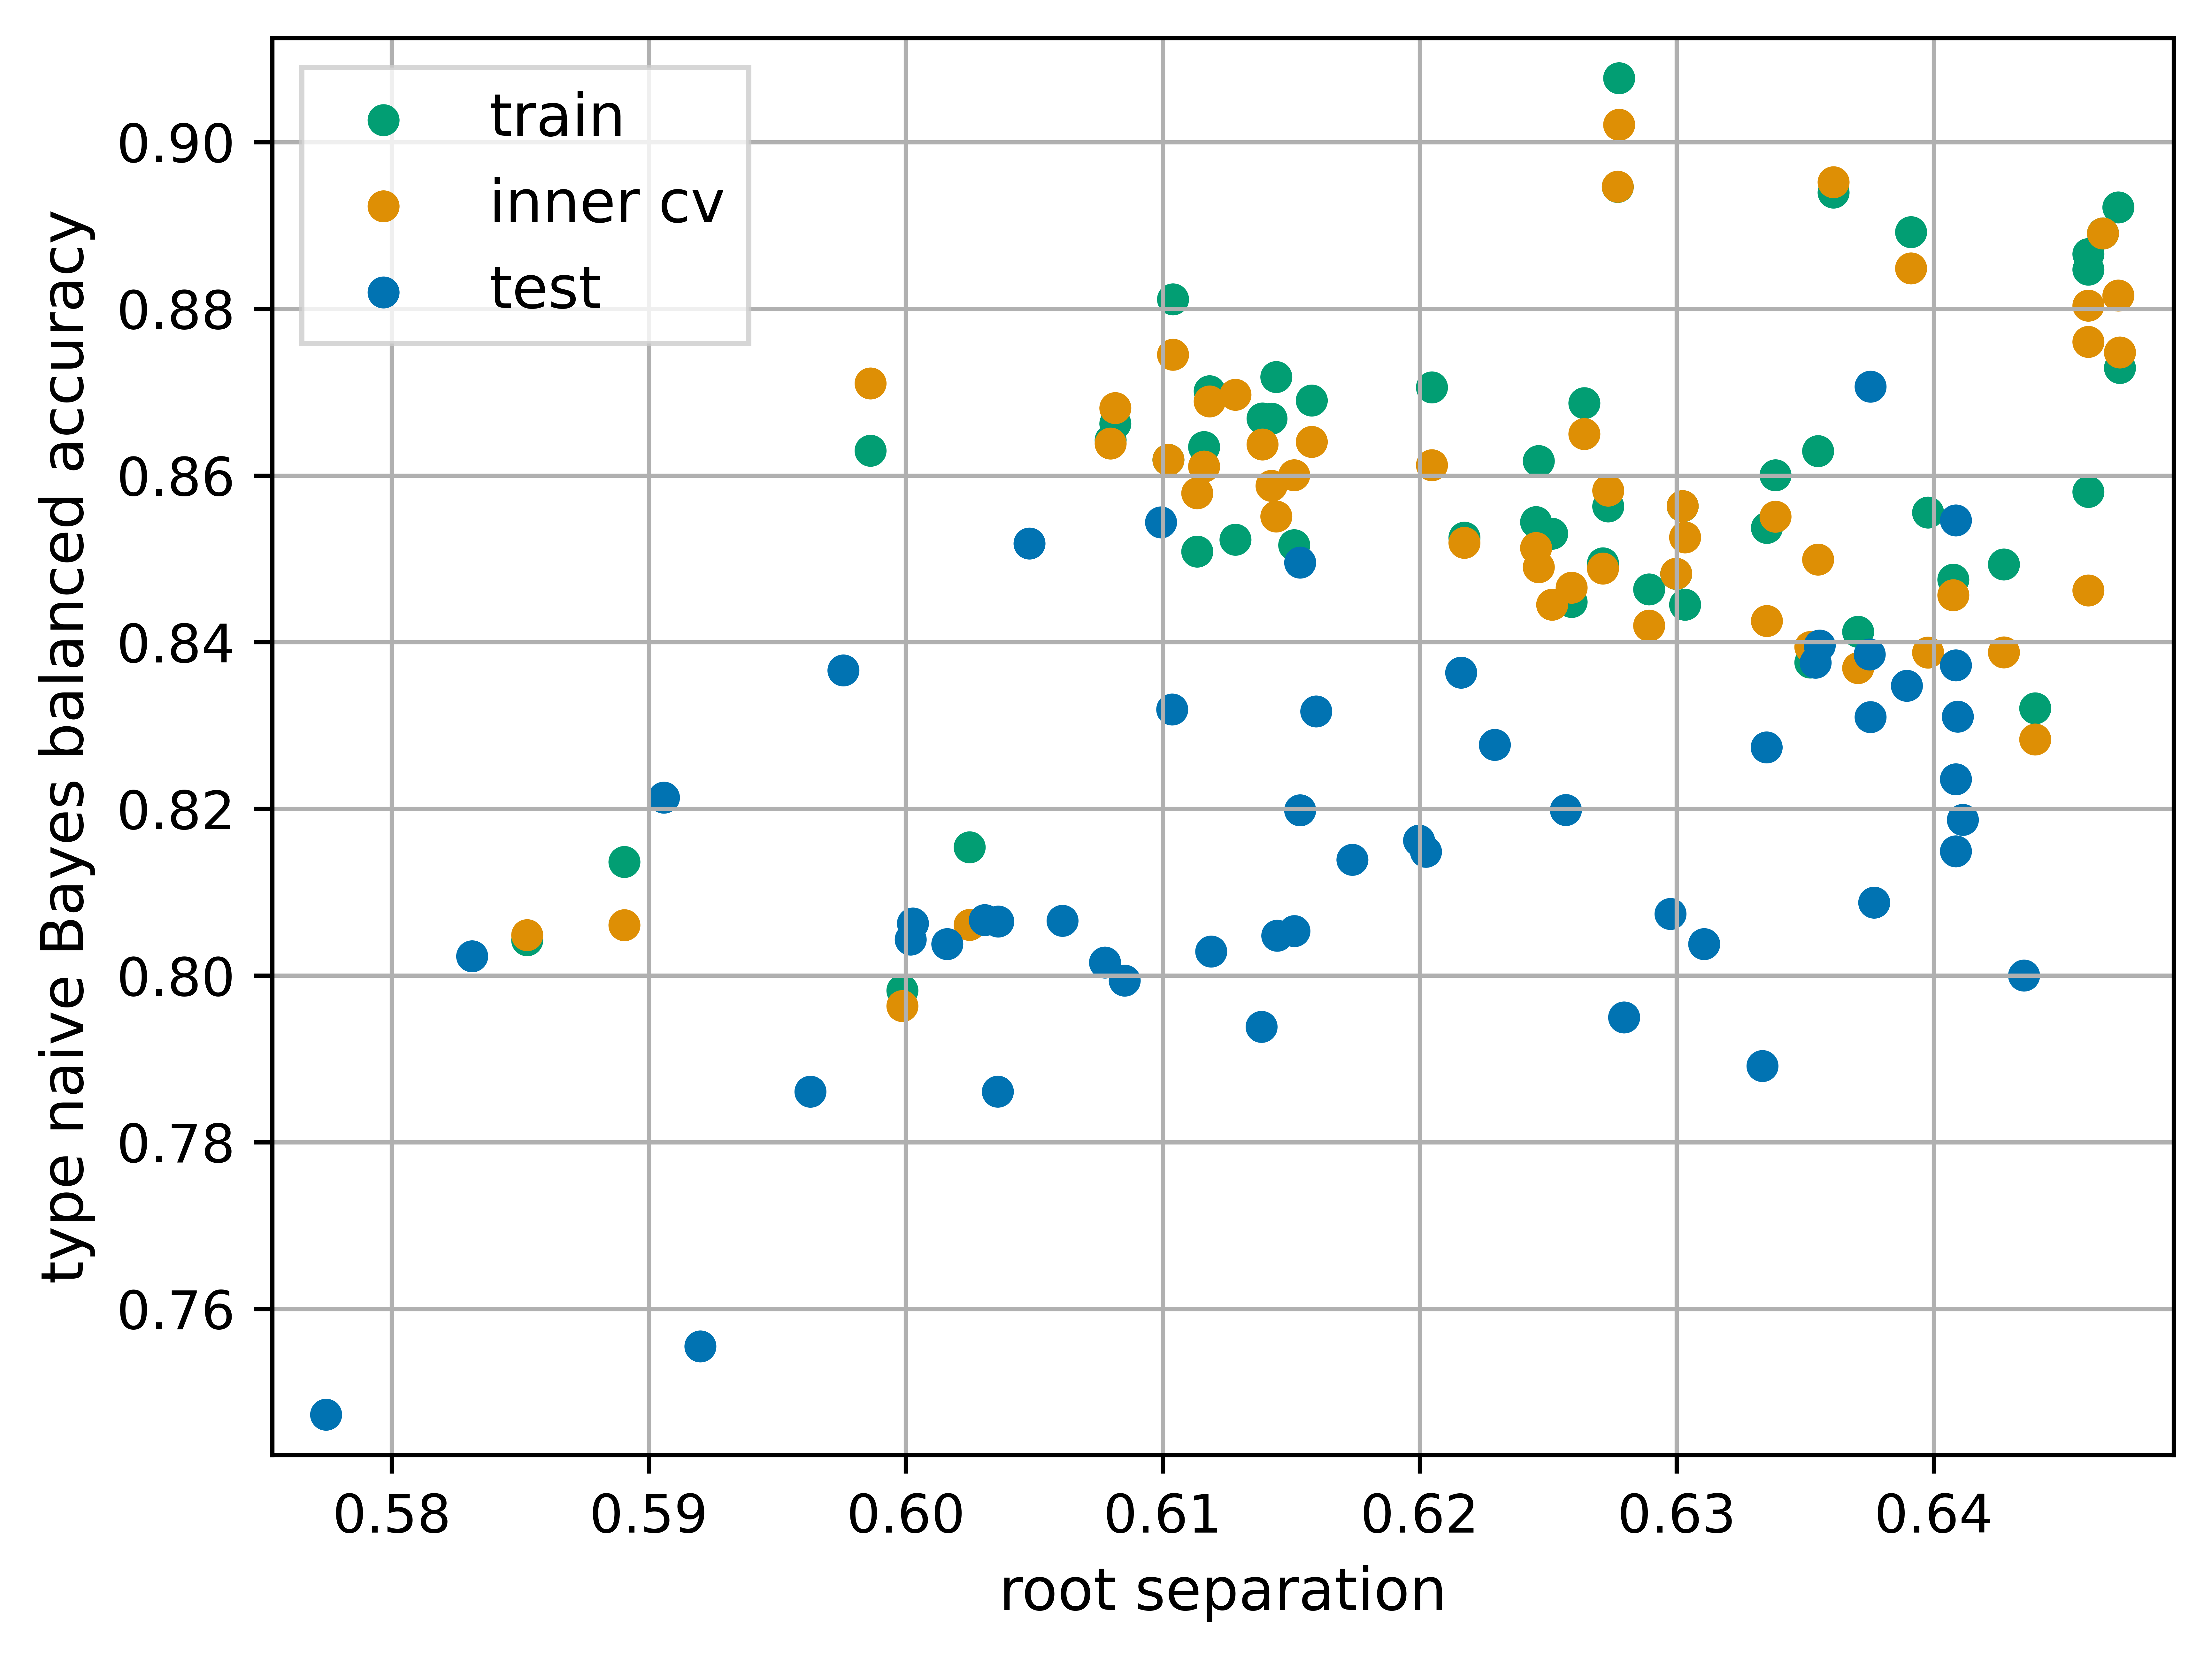 train
inner cv
test
type naive Bayes balanced accuracy
0.90
0.88
0.86
0.84
0.82
0.80
0.78
0.76
0.58 0.59 0.60 0.61 0.62 0.63 0.64
root separation